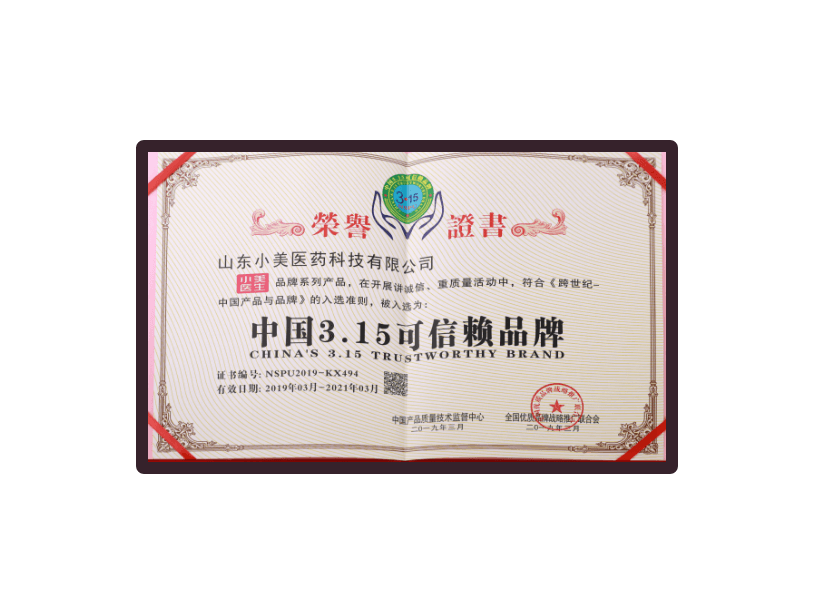 3·15
榮譽 證書
山东小美医药科技有限公司
小美医生 品牌系列产品，在开展讲诚信、重质量活动中，符合《跨世纪-
中国产品与品牌》的入选准则，被入选为：
中国3.15可信赖品牌
CHINA'S 3.15 TRUSTWORTHY BRAND
证书编号: NSPU2019-KX494
有效日期: 2019年03月-2021年03月
中国产品质量技术监督中心 全国优质品牌战略推广联合会
二〇一九年三月 二〇一九年三月